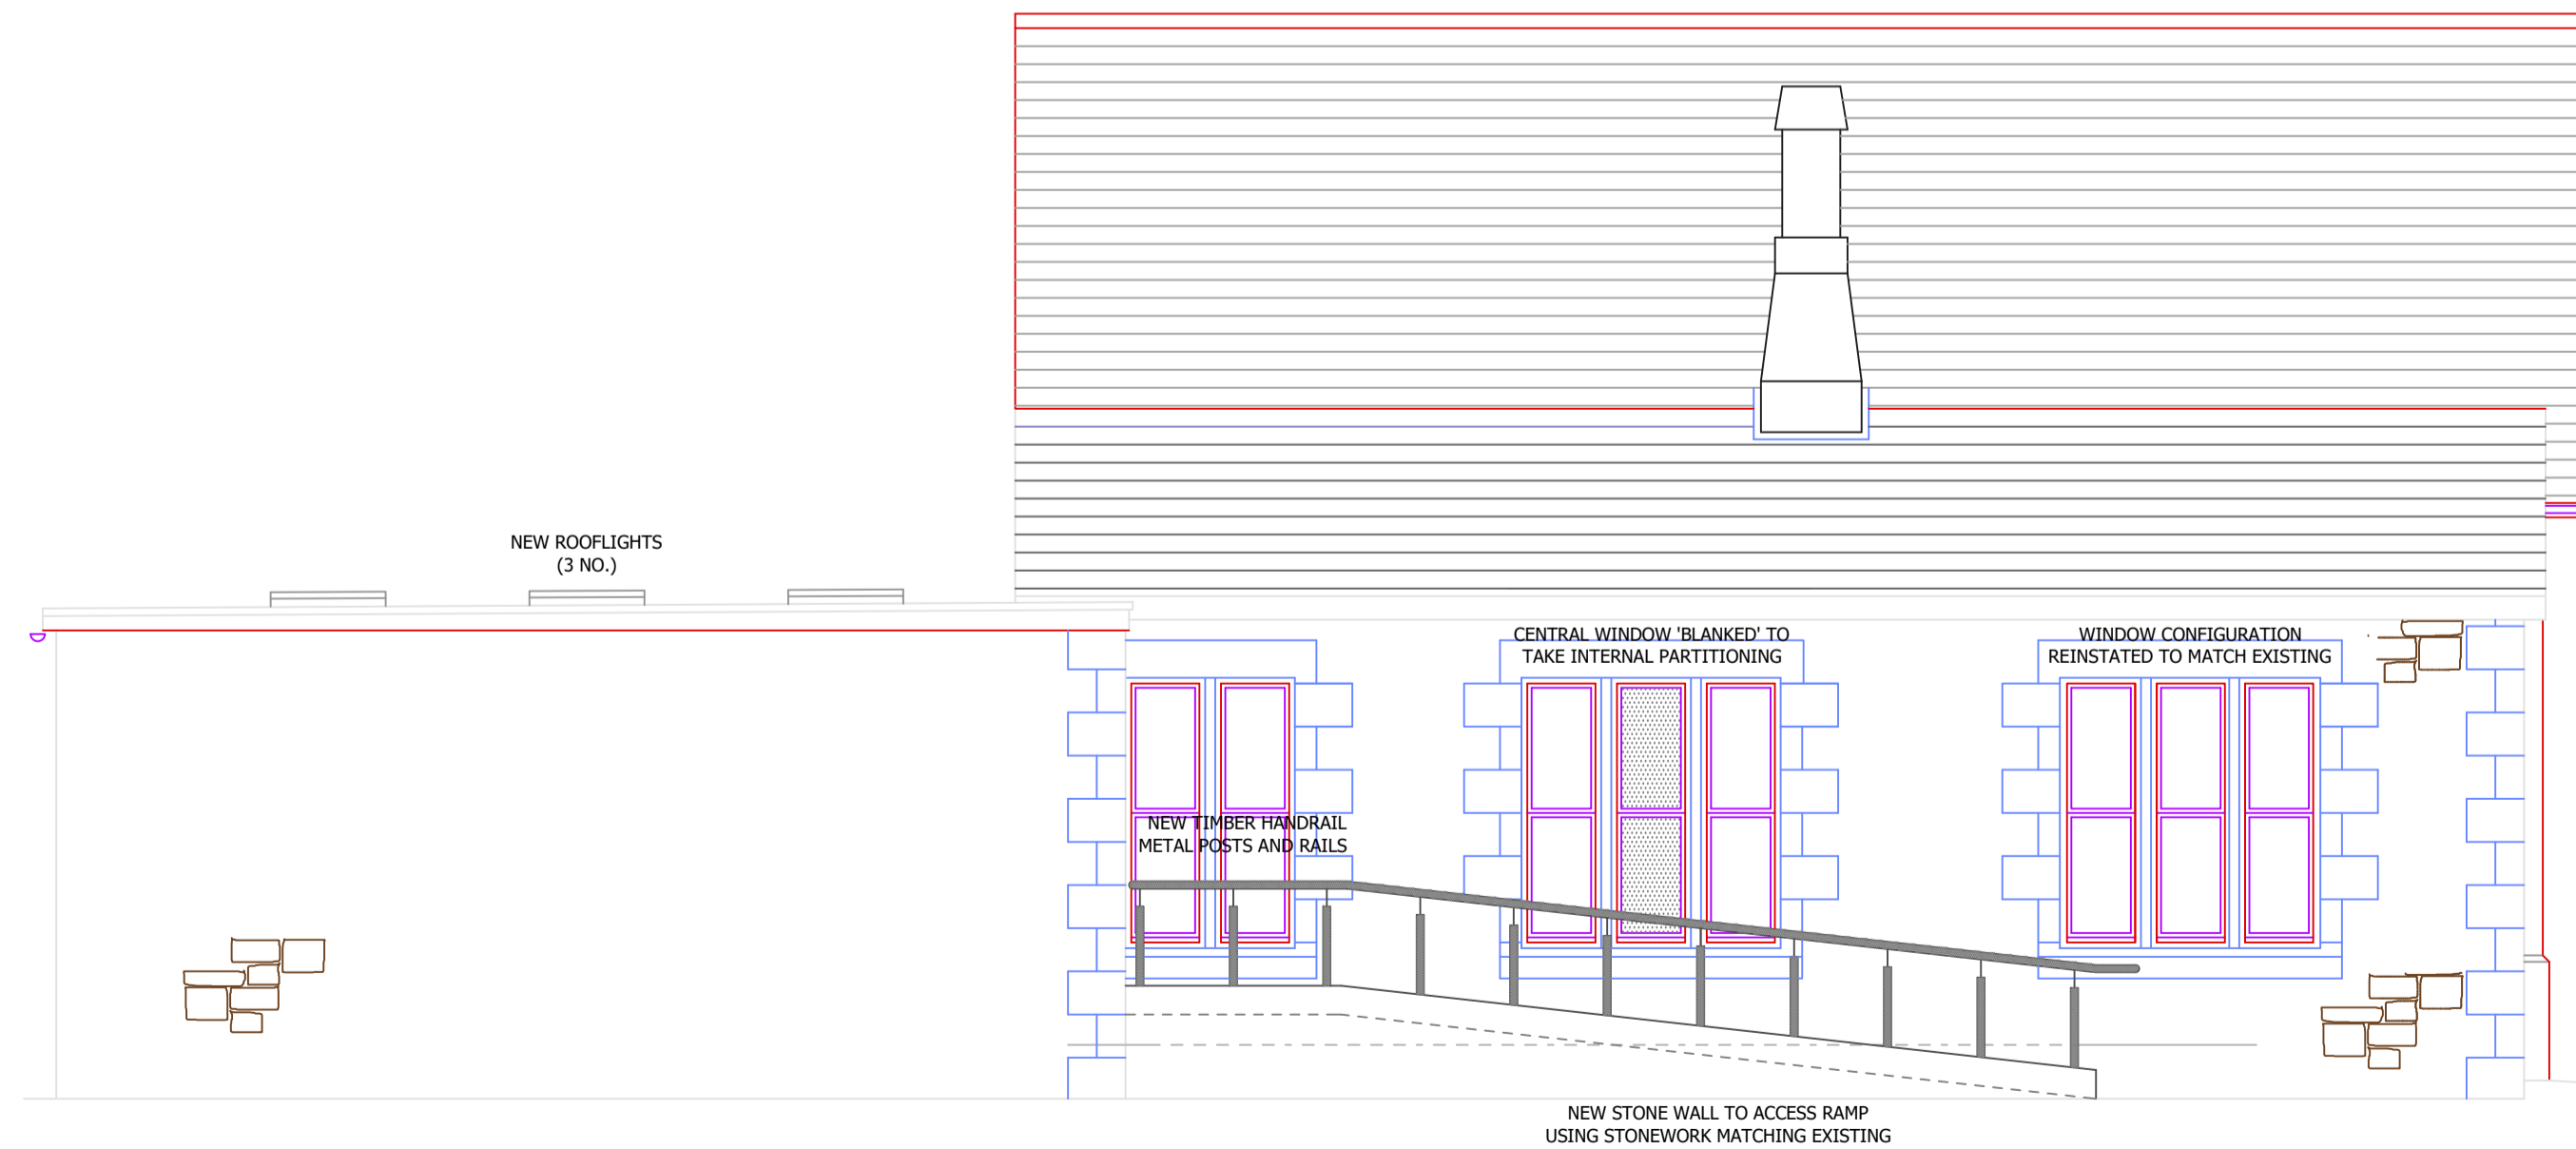 NEW ROOFLIGHTS
(3 NO.)
CENTRAL WINDOW 'BLANKED' TO
TAKE INTERNAL PARTITIONING
WINDOW CONFIGURATION
REINSTATED TO MATCH EXISTING
NEW TIMBER HANDRAIL
METAL POSTS AND RAILS
NEW STONE WALL TO ACCESS RAMP
USING STONEWORK MATCHING EXISTING